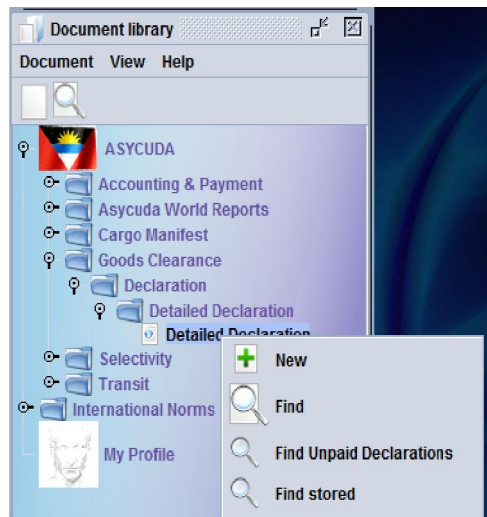 Document library
Document View Help
ASYCUDA
Accounting & Payment
Asycuda World Reports
Cargo Manifest
Goods Clearance
Declaration
Detailed Declaration
Detailed Declaration
Selectivity
Transit
International Norms
My Profile
New
Find
Find Unpaid Declarations
Find stored